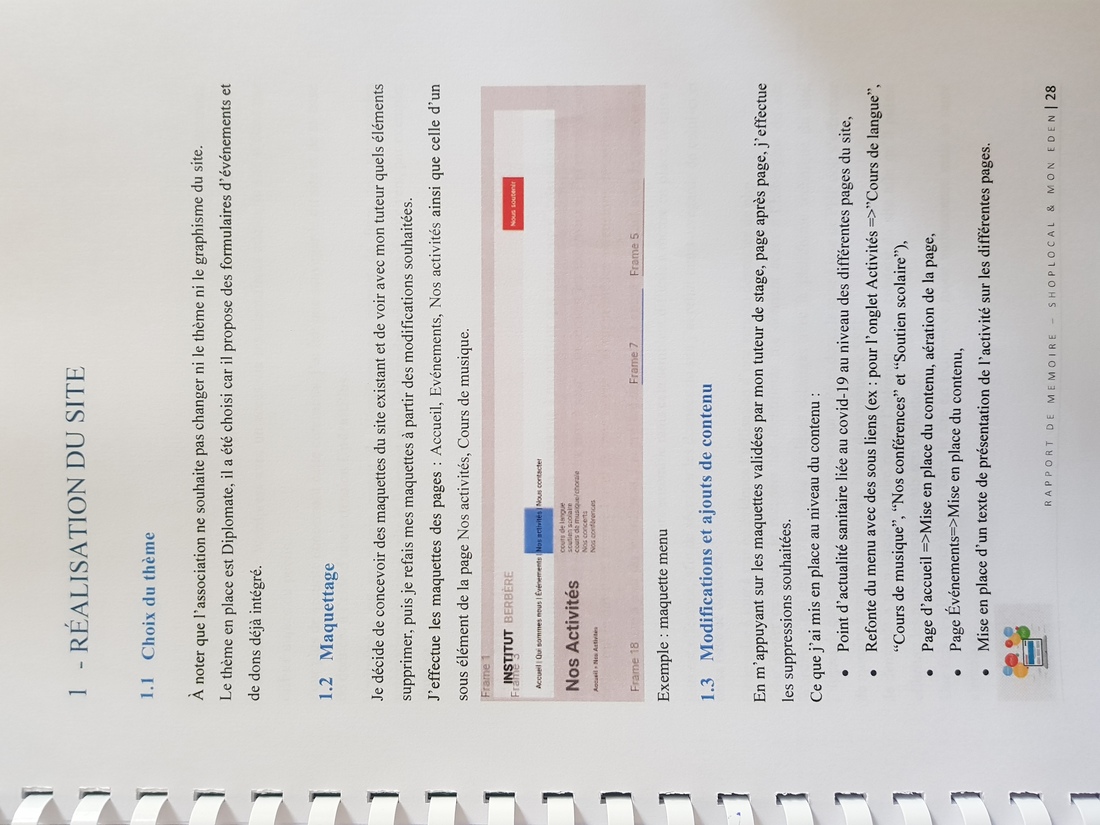 1 - RÉALISATION DU SITE
1.1 Choix du thème
À noter que l'association ne souhaite pas changer ni le thème ni le graphisme du site.
Le thème en place est Diplomate, il a été choisi car il propose des formulaires d'événements et
de dons déjà intégré.
1.2 Maquettage
Je décide de concevoir des maquettes du site existant et de voir avec mon tuteur quels éléments
supprimer, puis je refais mes maquettes à partir des modifications souhaitées.
J'effectue les maquettes des pages : Accueil, Evénements, Nos activités ainsi que celle d'un
sous élément de la page Nos activités, Cours de musique.
Frame 1
INSTITUT BERBÈRE
Frame 3
Nous soutenir
Accueil | Qui sommes nous | Événements | Nos activités | Nous contacter
cours de langue
soutien scolaire
cours de musique/chorale
Nos concerts
Nos conférences
Nos Activités
Accueil > Nos Activités
Frame 18
Frame 7
Frame 5
Exemple : maquette menu
1.3 Modifications et ajouts de contenu
En m'appuyant sur les maquettes validées par mon tuteur de stage, page après page, j'effectue
les suppressions souhaitées.
Ce que j'ai mis en place au niveau du contenu :
• Point d'actualité sanitaire liée au covid-19 au niveau des différentes pages du site,
• Refonte du menu avec des sous liens (ex : pour l'onglet Activités =>”Cours de langue”,
“Cours de musique”, “Nos conférences” et “Soutien scolaire”),
• Page d'accueil =>Mise en place du contenu, aération de la page,
• Page Événements=>Mise en place du contenu,
• Mise en place d'un texte de présentation de l'activité sur les différentes pages.
RAPPORT DE MEMOIRE – SHOPLOCAL & MON EDEN | 28